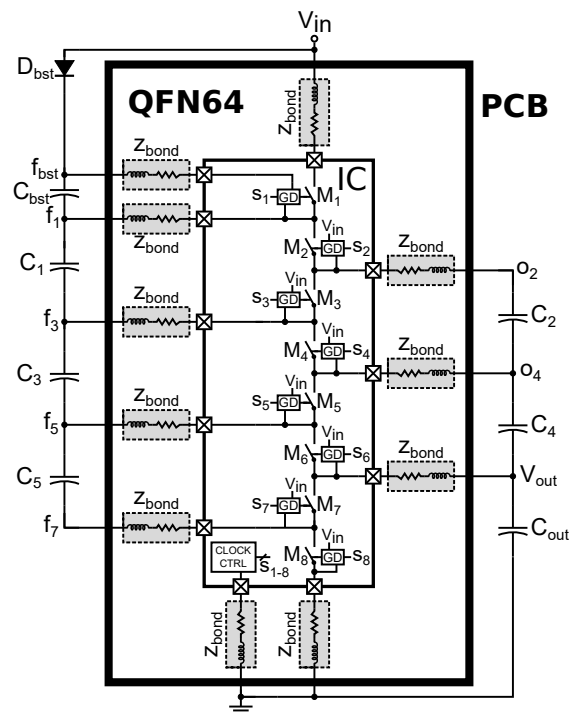 Vin
Dbst
QFN64
PCB
Zbond
fbst
Zbond
IC
Cbst
s1 GD M1
f1
Zbond
Vin
M2 GD s2
Zbond
C1
Vin
o2
s3 GD M3
Zbond
C2
f3
Vin
M4 GD s4
Zbond
o4
C3
Vin
s5 GD M5
Zbond
C4
f5
Vin
M6 GD s6
Zbond
Vout
C5
Vin
s7 GD M7
Zbond
f7
Vin
Cout
CLOCK CTRL s1-8
M8 GD s8
Zbond
Zbond